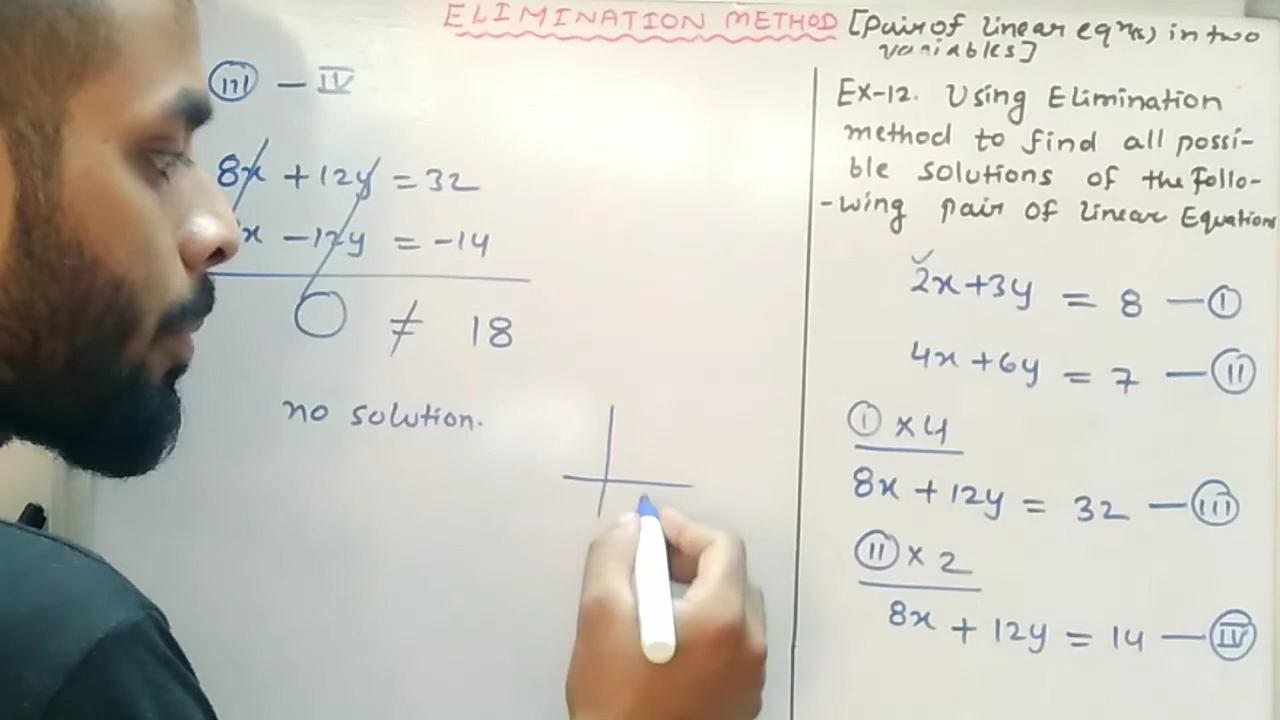 ELIMINATION METHOD [Pair of linear eqn(s) in two variables]
III - IV
8x + 12y = 32
x - 12y = -14
0 ≠ 18
no solution.
Ex-12. Using Elimination
method to find all possi-
ble solutions of the follo-
-wing pair of linear Equations
2x + 3y = 8 - I
4x + 6y = 7 - II
I × 4
8x + 12y = 32 - III
II × 2
8x + 12y = 14 - IV